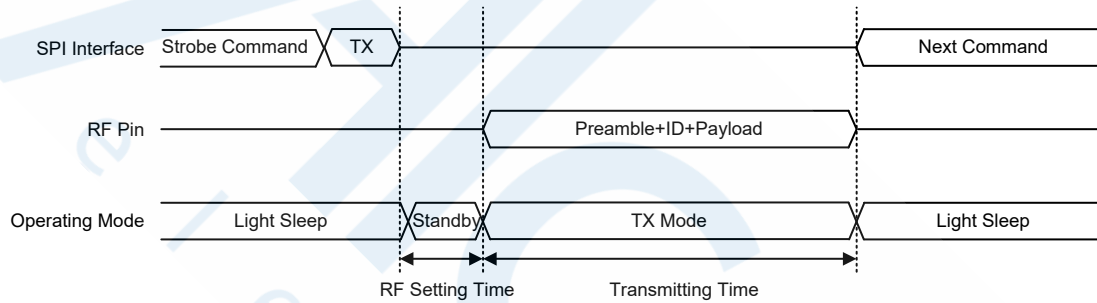 SPI Interface Strobe Command TX Next Command
RF Pin Preamble+ID+Payload
Operating Mode Light Sleep Standby TX Mode Light Sleep
RF Setting Time Transmitting Time